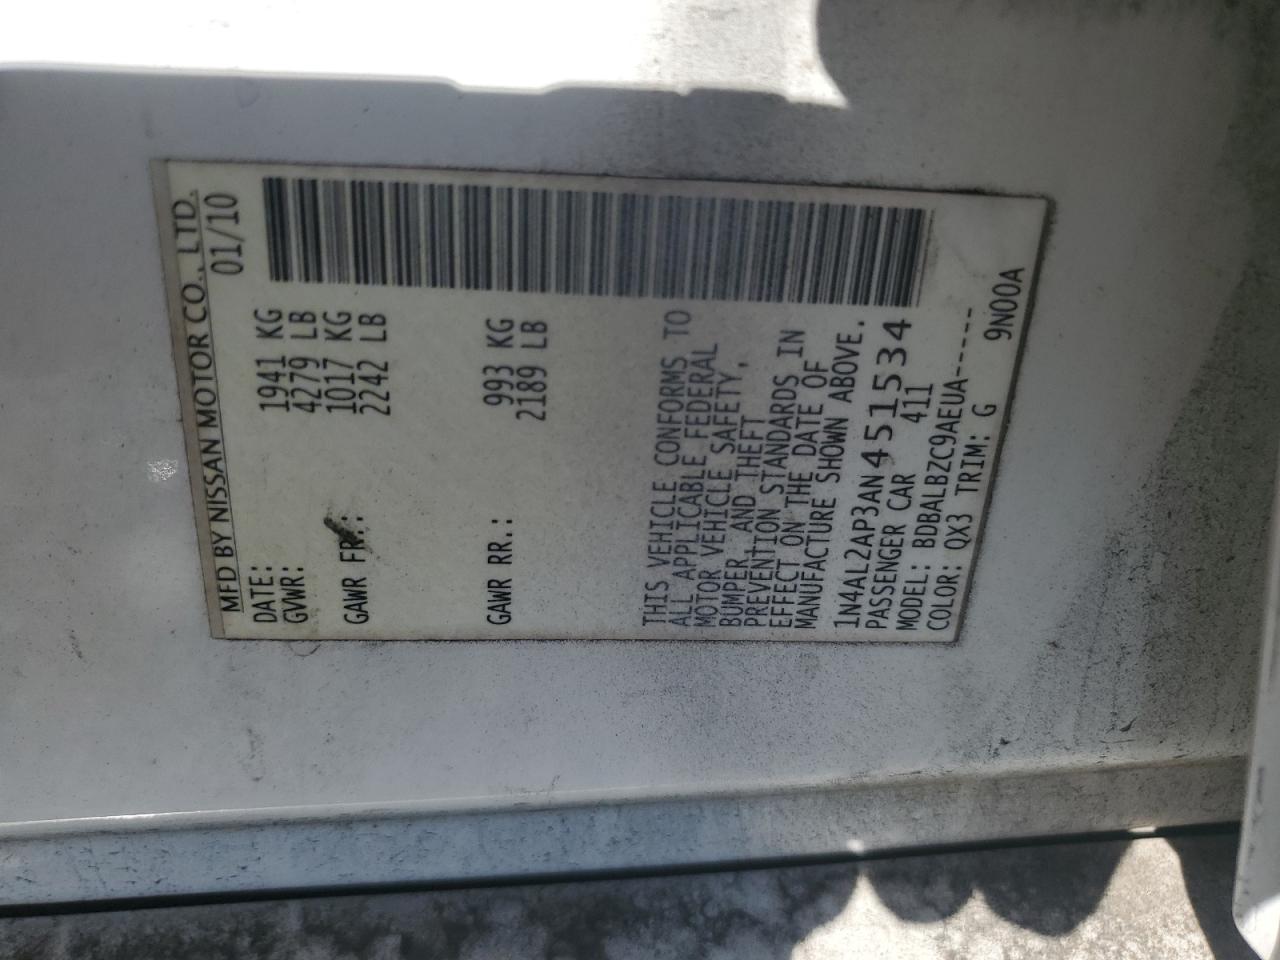 MFD BY NISSAN MOTOR CO., LTD.
DATE: 01/10
GVWR: 1941 KG
4279 LB
GAWR FR.: 1017 KG
2242 LB
GAWR RR.: 993 KG
2189 LB
THIS VEHICLE CONFORMS TO
ALL APPLICABLE FEDERAL
MOTOR VEHICLE SAFETY,
BUMPER, AND THEFT
PREVENTION STANDARDS IN
EFFECT ON THE DATE OF
MANUFACTURE SHOWN ABOVE.
1N4AL2AP3AN451534
PASSENGER CAR 411
MODEL: BDBALBZC9AEUA-----
COLOR: QX3 TRIM: G 9N00A